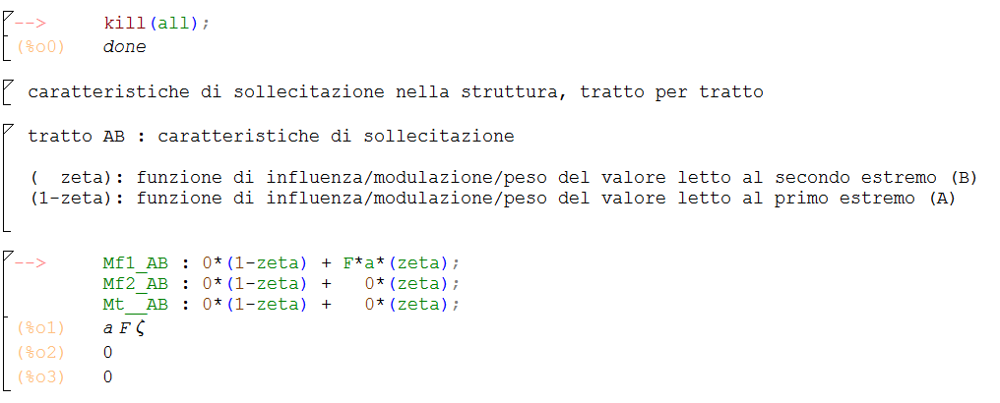 --> kill(all);
(%o0) done
caratteristiche di sollecitazione nella struttura, tratto per tratto
tratto AB : caratteristiche di sollecitazione
(  zeta): funzione di influenza/modulazione/peso del valore letto al secondo estremo (B)
(1-zeta): funzione di influenza/modulazione/peso del valore letto al primo estremo (A)
--> Mf1_AB : 0*(1-zeta) + F*a*(zeta);
Mf2_AB : 0*(1-zeta) +   0*(zeta);
Mt__AB : 0*(1-zeta) +   0*(zeta);
(%o1) a F ζ
(%o2) 0
(%o3) 0